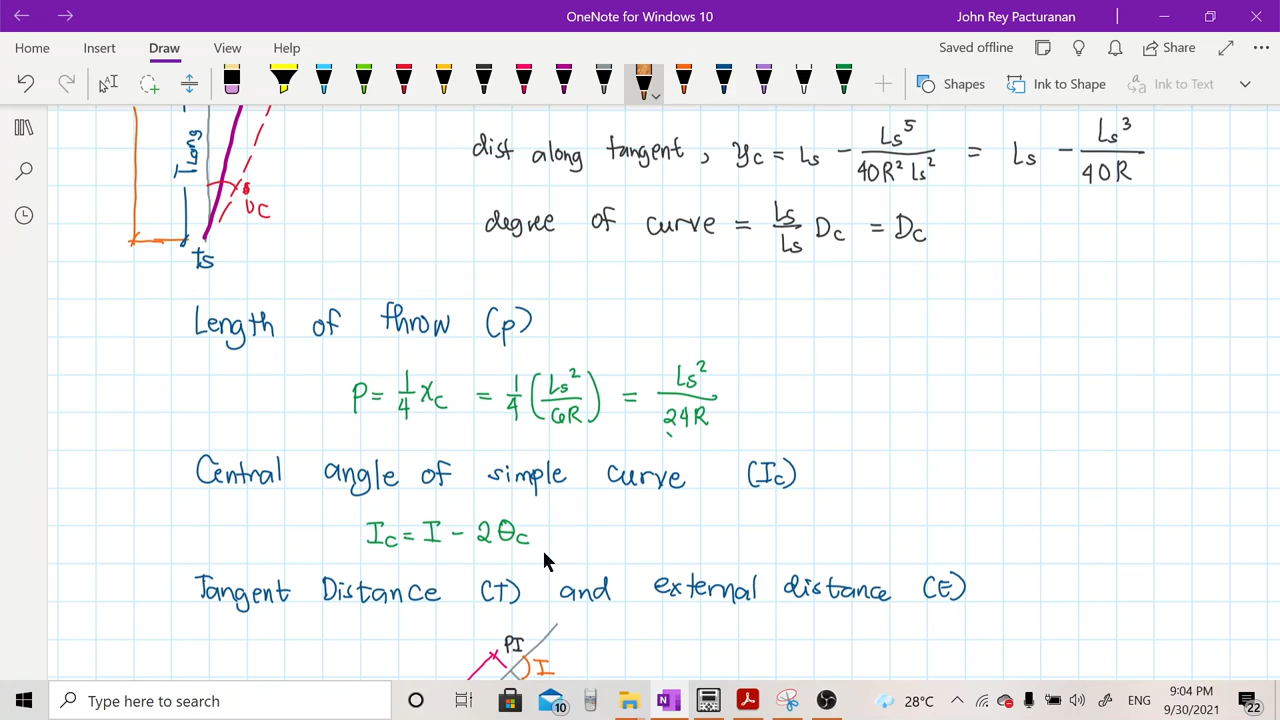 OneNote for Windows 10
John Rey Pacturanan
Home Insert Draw View Help
Saved offline
Share
Shapes
Ink to Shape
Ink to Text
Tlong
ts
dist along tangent, yc = Ls - Ls^5/40R^2 Ls^2 = Ls - Ls^3/40R
degree of curve = Ls/Ls Dc = Dc
Length of throw (p)
P = 1/4 Xc = 1/4 (Ls^2/6R) = Ls^2/24R
Central angle of simple curve (Ic)
Ic = I - 2θc
Tangent Distance (T) and external distance (E)
PI
I
Type here to search
10
28°C
ENG
9:04 PM
9/30/2021
22